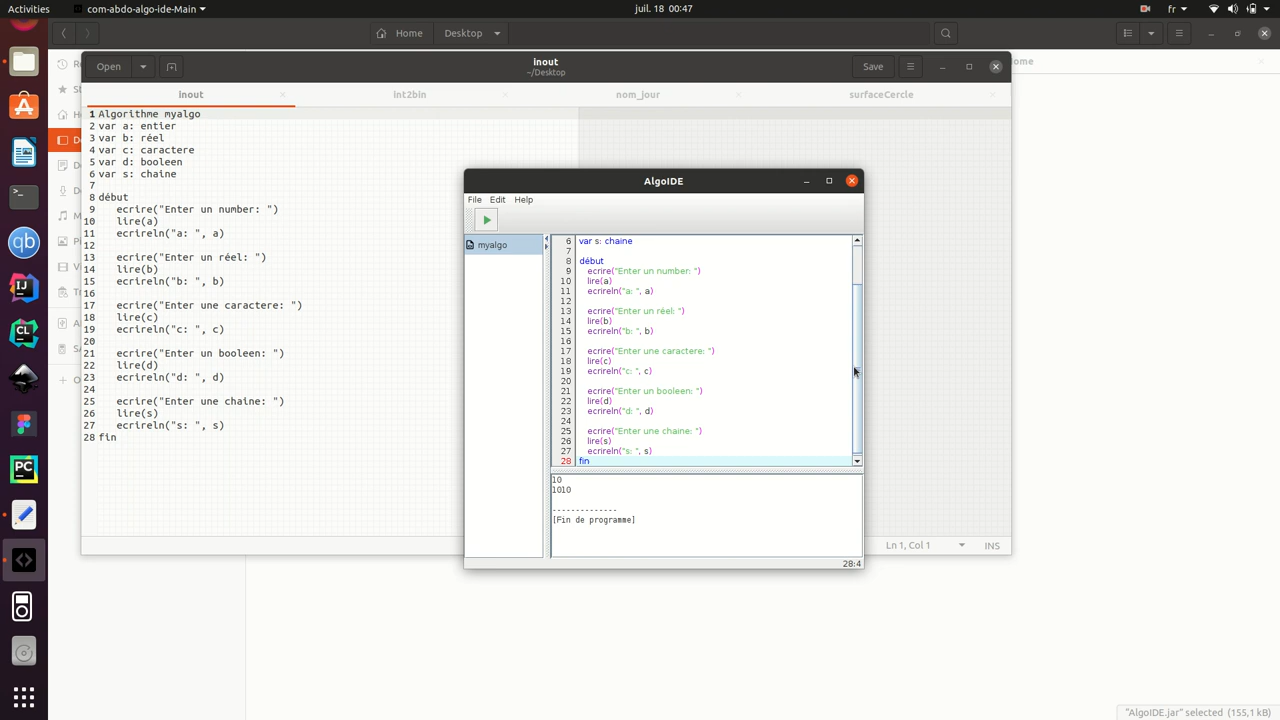 Activities
com-abdo-algo-ide-Main
juil. 18 00:47
fr
Home
Desktop
Open
inout
~/Desktop
Save
inout
int2bin
nom_jour
surfaceCercle
1 Algorithme myalgo
2 var a: entier
3 var b: réel
4 var c: caractere
5 var d: booleen
6 var s: chaine
7
8 début
9 ecrire("Enter un number: ")
10 lire(a)
11 ecrireln("a: ", a)
12
13 ecrire("Enter un réel: ")
14 lire(b)
15 ecrireln("b: ", b)
16
17 ecrire("Enter une caractere: ")
18 lire(c)
19 ecrireln("c: ", c)
20
21 ecrire("Enter un booleen: ")
22 lire(d)
23 ecrireln("d: ", d)
24
25 ecrire("Enter une chaine: ")
26 lire(s)
27 ecrireln("s: ", s)
28 fin
Ln 1, Col 1
INS
AlgoIDE
File Edit Help
myalgo
6 var s: chaine
7
8 début
9 ecrire("Enter un number: ")
10 lire(a)
11 ecrireln("a: ", a)
12
13 ecrire("Enter un réel: ")
14 lire(b)
15 ecrireln("b: ", b)
16
17 ecrire("Enter une caractere: ")
18 lire(c)
19 ecrireln("c: ", c)
20
21 ecrire("Enter un booleen: ")
22 lire(d)
23 ecrireln("d: ", d)
24
25 ecrire("Enter une chaine: ")
26 lire(s)
27 ecrireln("s: ", s)
28 fin
10
1010
--------------
[Fin de programme]
28:4
qb
IJ
CL
PC
"AlgoIDE.jar" selected (155,1 kB)